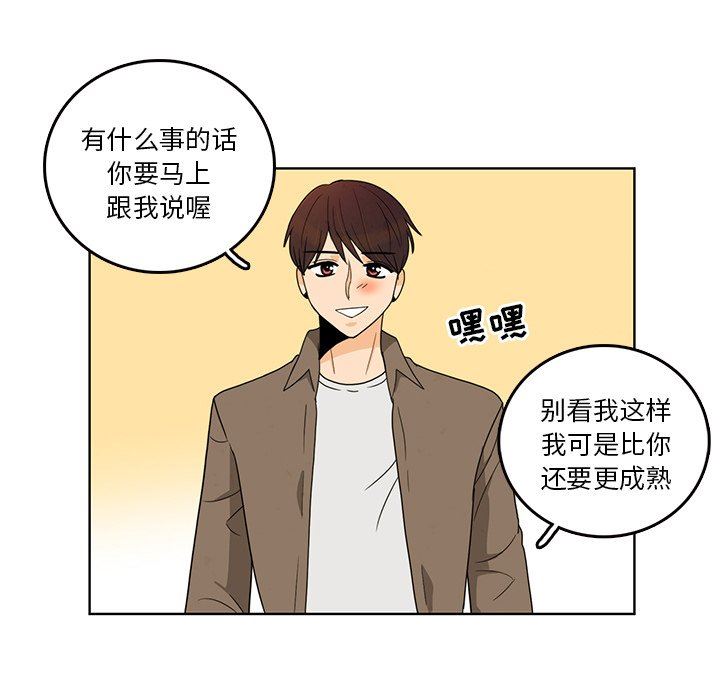 有什么事的话
你要马上
跟我说喔
嘿嘿
别看我这样
我可是比你
还要更成熟